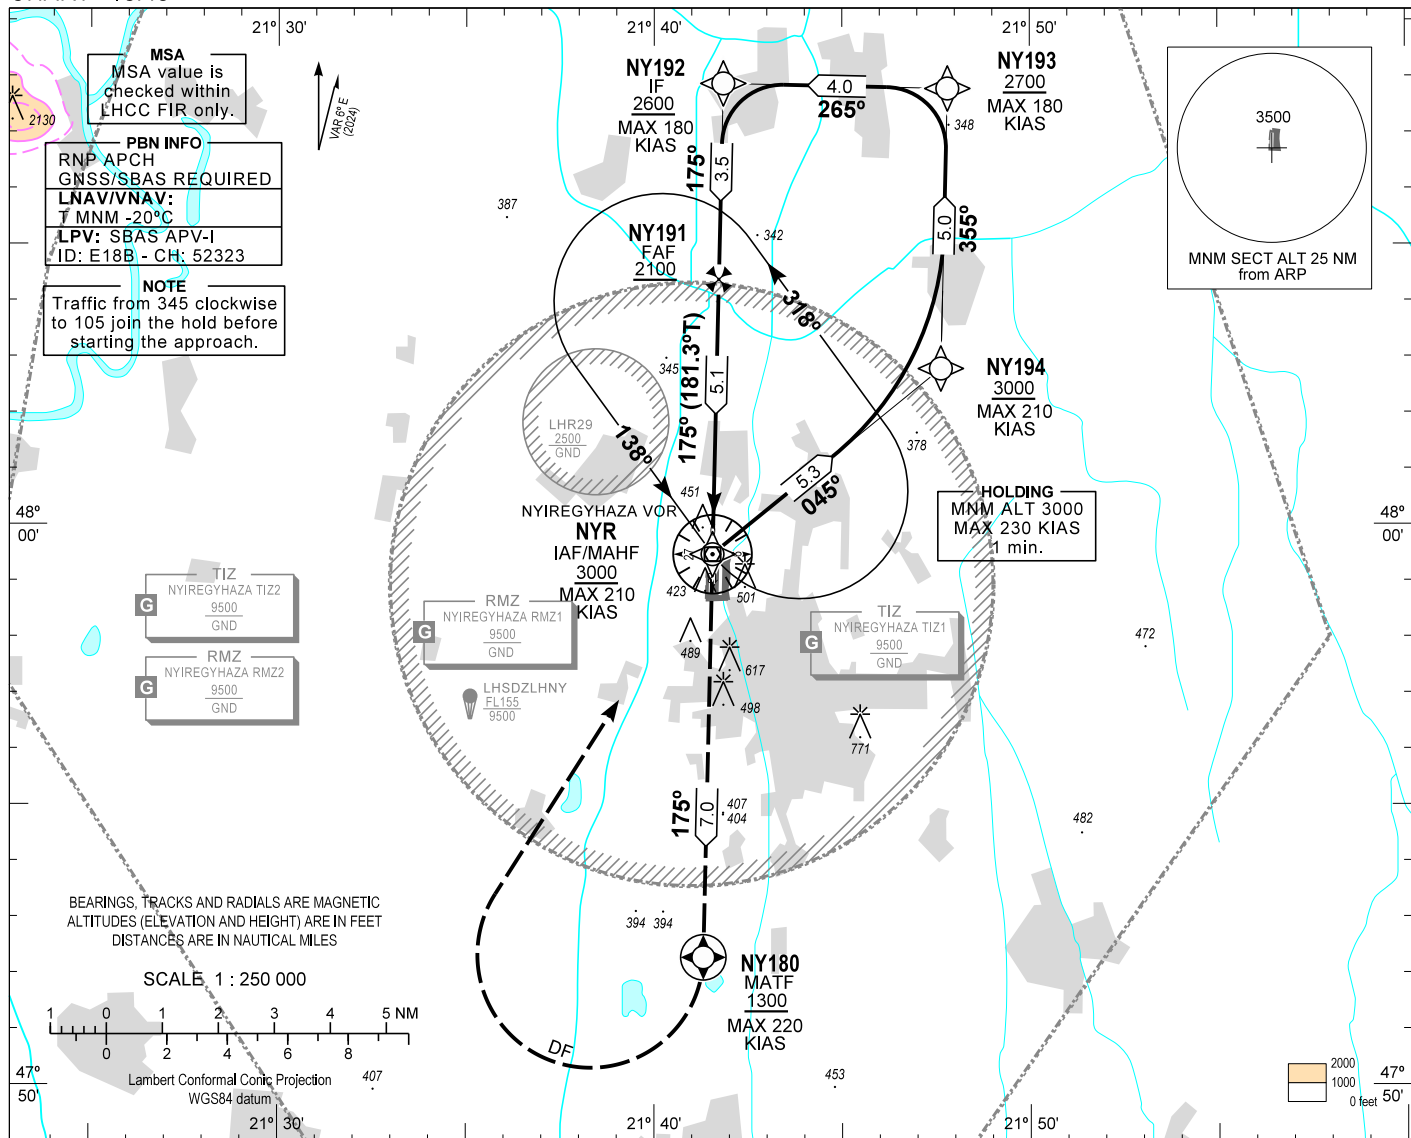 21° 30'
21° 40'
21° 50'
MSA
MSA value is
checked within
LHCC FIR only.
2130
VAR 6° E
(2024)
PBN INFO
RNP APCH
GNSS/SBAS REQUIRED
LNAV/VNAV:
T MNM -20°C
LPV: SBAS APV-I
ID: E18B - CH: 52323
NOTE
Traffic from 345 clockwise
to 105 join the hold before
starting the approach.
NY192
IF
2600
MAX 180
KIAS
4.0
265°
NY193
2700
MAX 180
KIAS
348
3500
MNM SECT ALT 25 NM
from ARP
175°
3.5
387
342
5.0
355°
NY191
FAF
2100
318°
175° (181.3°T)
5.1
345
NY194
3000
MAX 210
KIAS
378
LHR29
2500
GND
138°
5.3
045°
451
HOLDING
MNM ALT 3000
MAX 230 KIAS
1 min.
NYIREGYHAZA VOR
NYR
IAF/MAHF
3000
MAX 210
KIAS
27
423
501
48°
00'
48°
00'
TIZ
NYIREGYHAZA TIZ2
9500
GND
G
RMZ
NYIREGYHAZA RMZ2
9500
GND
G
RMZ
NYIREGYHAZA RMZ1
9500
GND
G
TIZ
NYIREGYHAZA TIZ1
9500
GND
G
489
617
498
771
472
LHSDZLHNY
FL155
9500
175°
7.0
407
404
482
394
394
BEARINGS, TRACKS AND RADIALS ARE MAGNETIC
ALTITUDES (ELEVATION AND HEIGHT) ARE IN FEET
DISTANCES ARE IN NAUTICAL MILES
SCALE 1 : 250 000
1 0 1 2 3 4 5 NM
0 2 4 6 8
Lambert Conformal Conic Projection
WGS84 datum
407
NY180
MATF
1300
MAX 220
KIAS
DF
453
2000
1000
0 feet
47°
50'
47°
50'
21° 30'
21° 40'
21° 50'